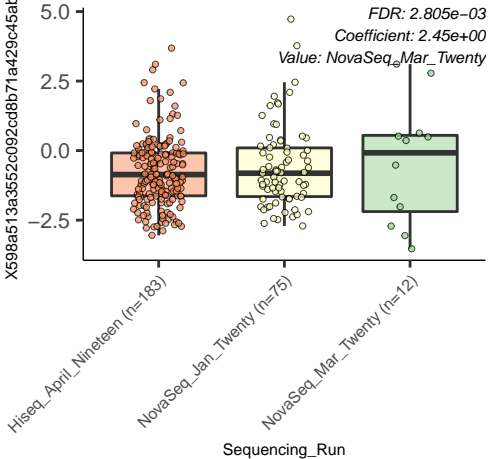 FDR: 2.805e−03
Coefficient: 2.45e+00
Value: NovaSeq_Mar_Twenty
5.0
2.5
0.0
−2.5
X598a513a3552c092cd8b71a429c45ab
Hiseq_April_Nineteen (n=183)
NovaSeq_Jan_Twenty (n=75)
NovaSeq_Mar_Twenty (n=12)
Sequencing_Run